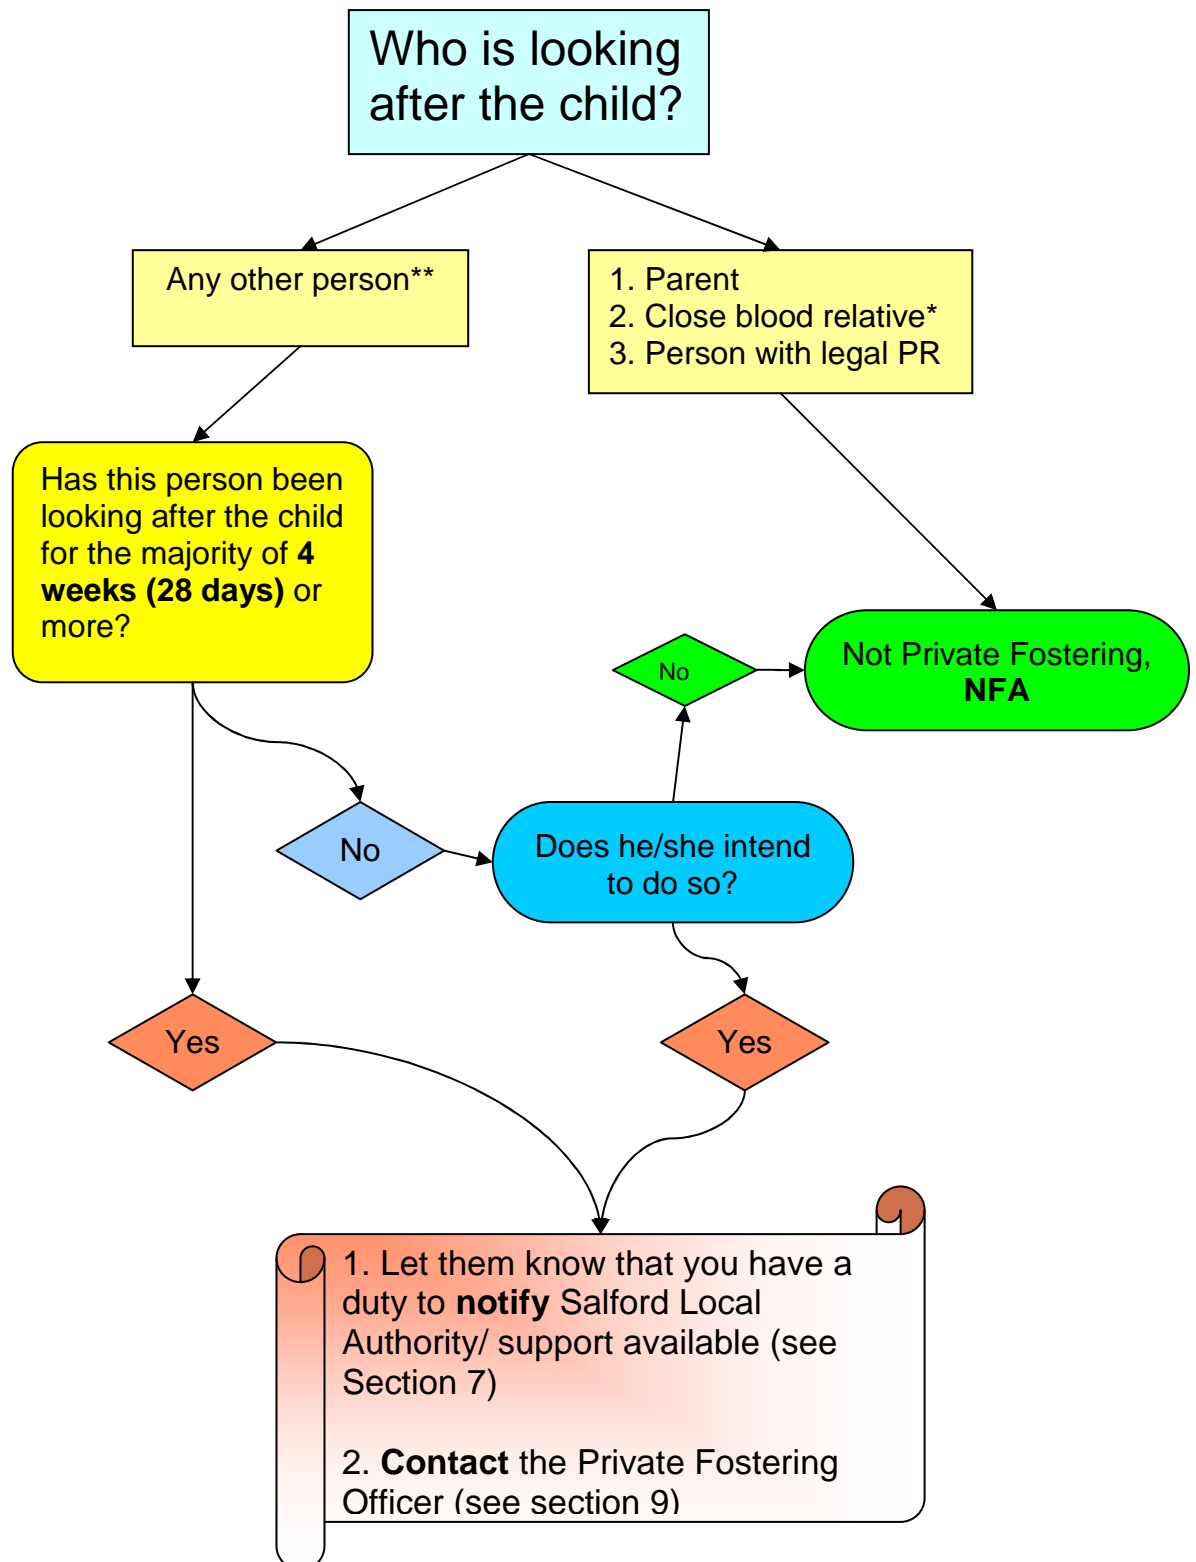 Who is looking
after the child?
Any other person**
1. Parent
2. Close blood relative*
3. Person with legal PR
Has this person been
looking after the child
for the majority of 4
weeks (28 days) or
more?
No
Not Private Fostering,
NFA
No
Does he/she intend
to do so?
Yes
Yes
1. Let them know that you have a
duty to notify Salford Local
Authority/ support available (see
Section 7)
2. Contact the Private Fostering
Officer (see section 9)